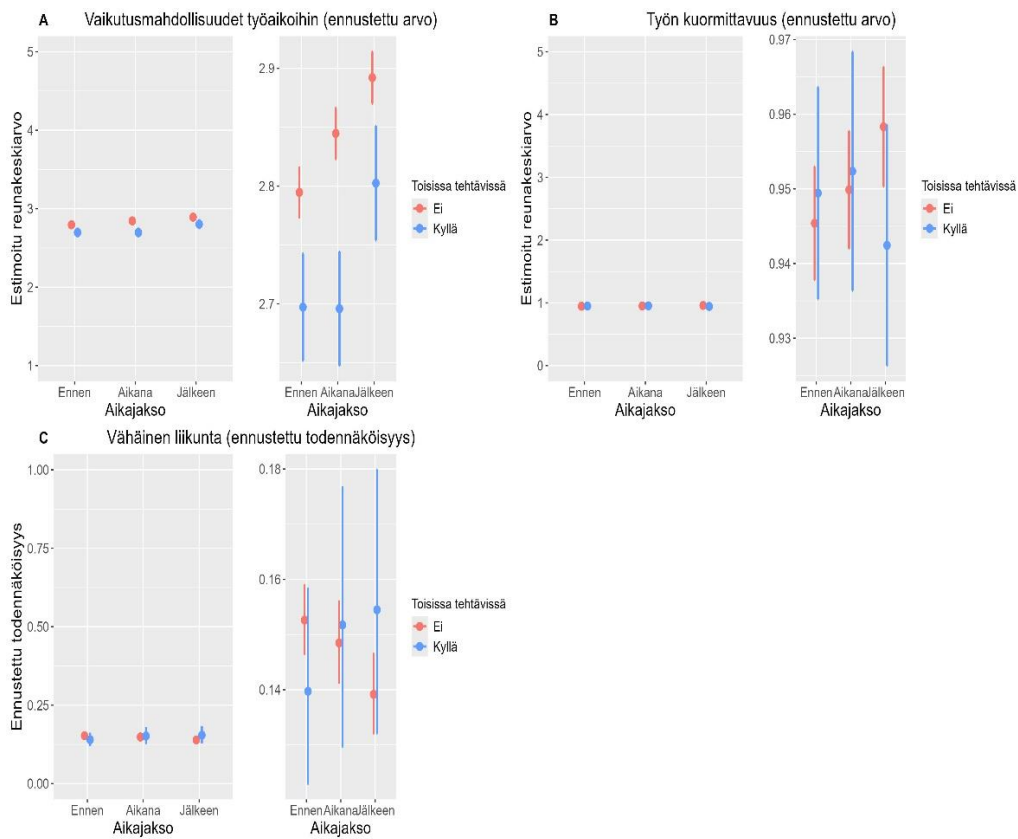 A Vaikutusmahdollisuudet työaikoihin (ennustettu arvo)
Estimoitu reunakeskiarvo
5
4
3
2
1
Ennen Aikana Jälkeen
Aikajakso
2.9
2.8
2.7
Ennen Aikana Jälkeen
Aikajakso
Toisissa tehtävissä
Ei
Kyllä
B Työn kuormittavuus (ennustettu arvo)
Estimoitu reunakeskiarvo
5
4
3
2
1
0
Ennen Aikana Jälkeen
Aikajakso
0.97
0.96
0.95
0.94
0.93
Ennen Aikana Jälkeen
Aikajakso
Toisissa tehtävissä
Ei
Kyllä
C Vähäinen liikunta (ennustettu todennäköisyys)
Ennustettu todennäköisyys
1.00
0.75
0.50
0.25
0.00
Ennen Aikana Jälkeen
Aikajakso
0.18
0.16
0.14
Ennen Aikana Jälkeen
Aikajakso
Toisissa tehtävissä
Ei
Kyllä